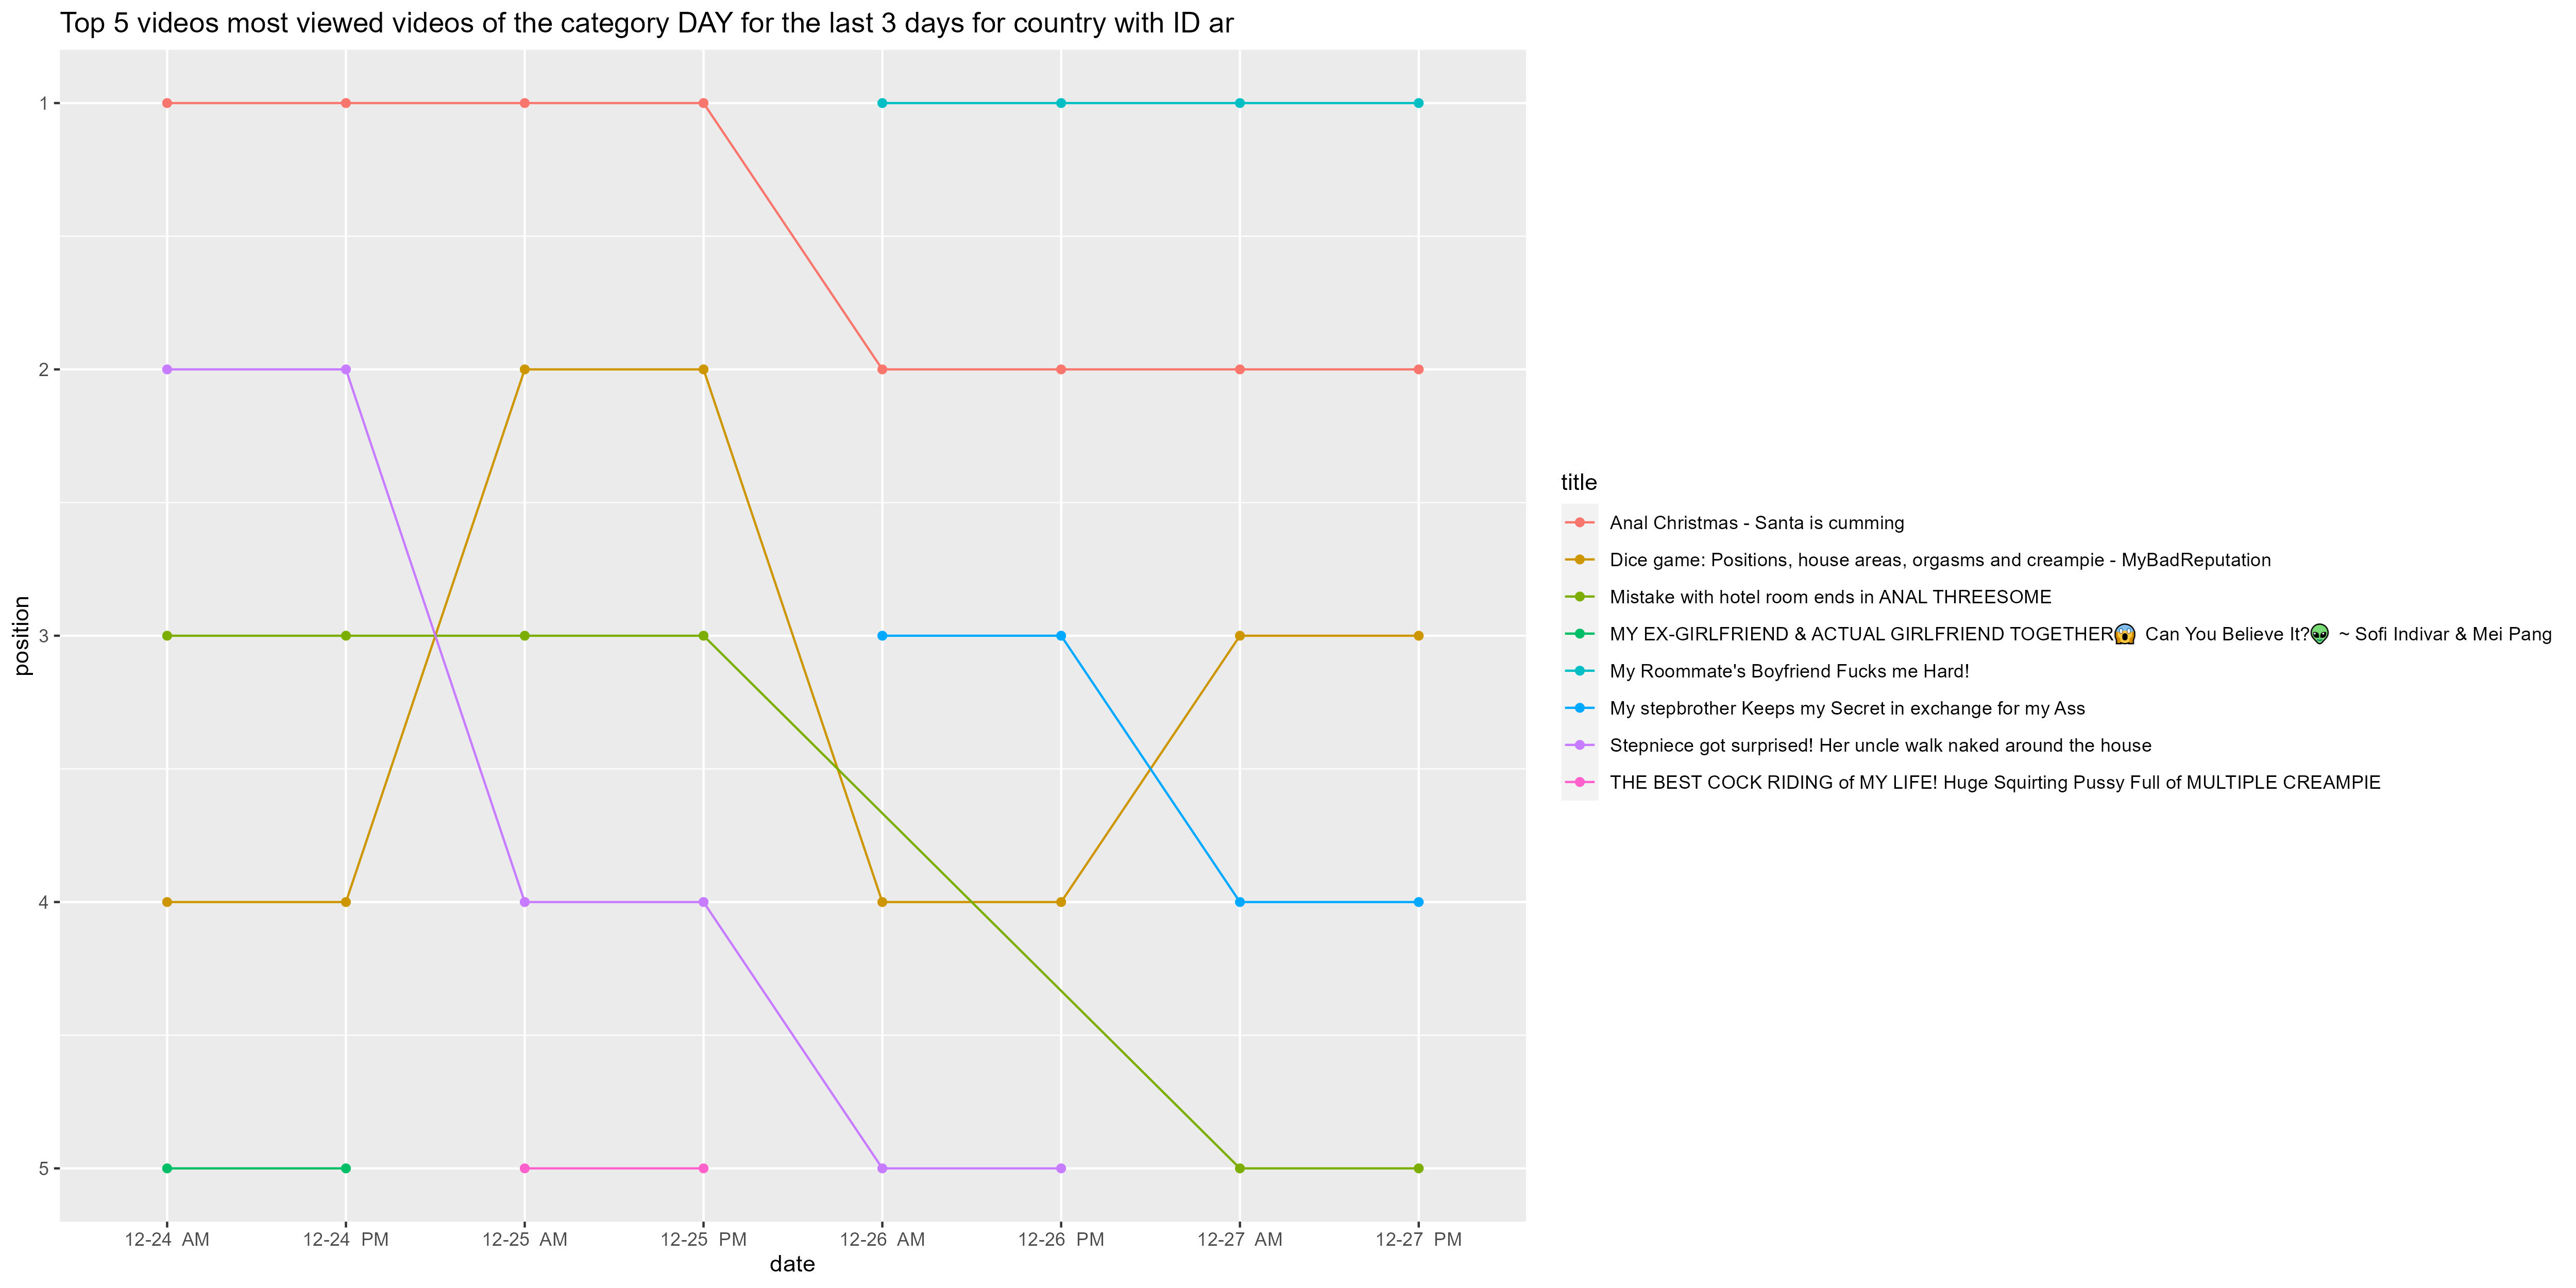 Top 5 videos most viewed videos of the category DAY for the last 3 days for country with ID ar
position
1
2
3
4
5
12-24 AM
12-24 PM
12-25 AM
12-25 PM
12-26 AM
12-26 PM
12-27 AM
12-27 PM
date
title
Anal Christmas - Santa is cumming
Dice game: Positions, house areas, orgasms and creampie - MyBadReputation
Mistake with hotel room ends in ANAL THREESOME
MY EX-GIRLFRIEND & ACTUAL GIRLFRIEND TOGETHER😱 Can You Believe It?👽 ~ Sofi Indivar & Mei Pang
My Roommate's Boyfriend Fucks me Hard!
My stepbrother Keeps my Secret in exchange for my Ass
Stepniece got surprised! Her uncle walk naked around the house
THE BEST COCK RIDING of MY LIFE! Huge Squirting Pussy Full of MULTIPLE CREAMPIE